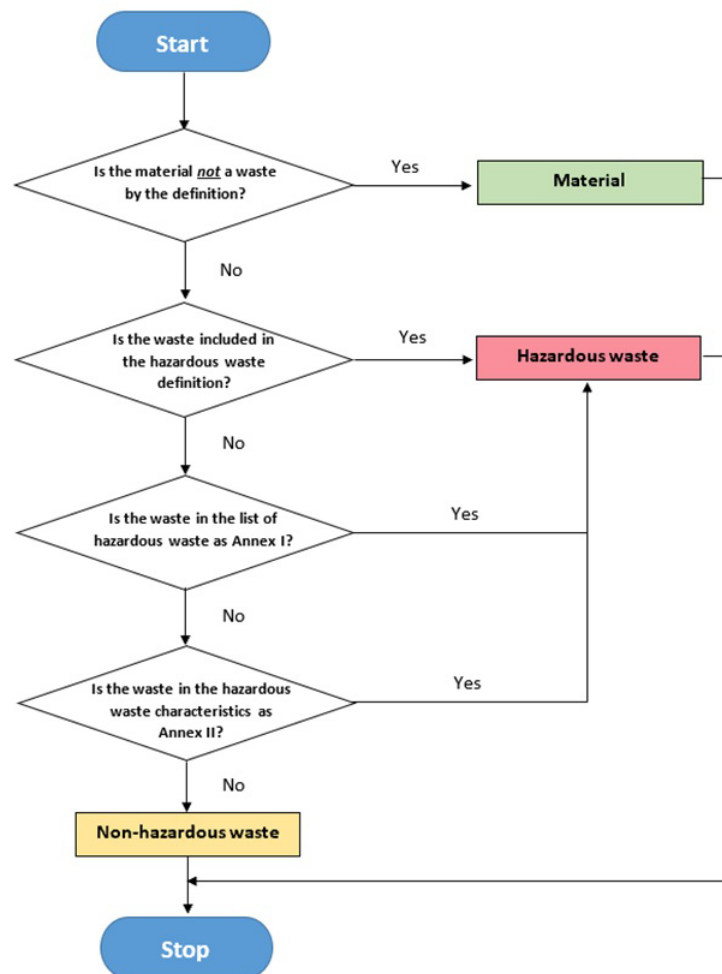 Start
Is the material not a waste
by the definition?
Yes
Material
No
Is the waste included in
the hazardous waste
definition?
Yes
Hazardous waste
No
Is the waste in the list of
hazardous waste as Annex I?
Yes
No
Is the waste in the hazardous
waste characteristics as
Annex II?
Yes
No
Non-hazardous waste
Stop